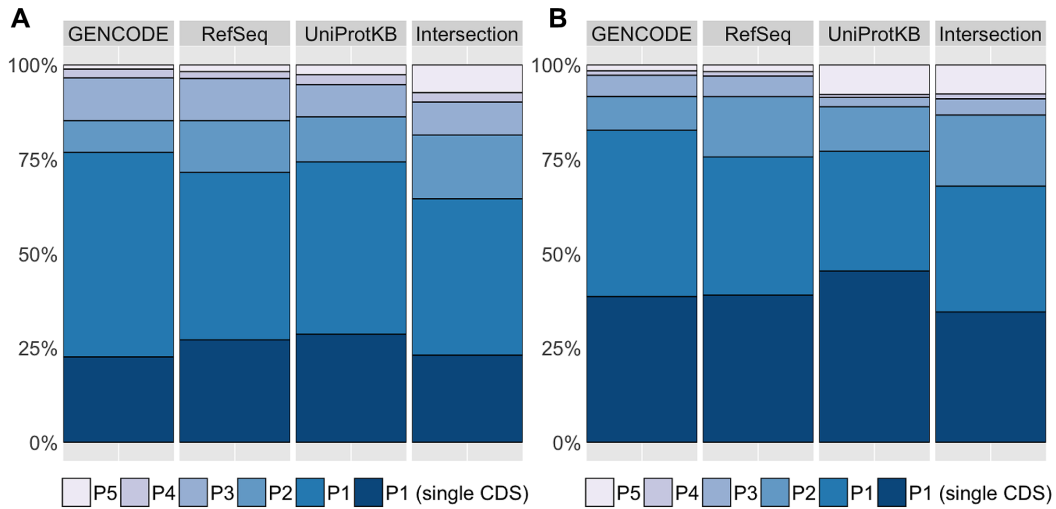 A B
GENCODE RefSeq UniProtKB Intersection GENCODE RefSeq UniProtKB Intersection
100% 100%
75% 75%
50% 50%
25% 25%
0% 0%
P5 P4 P3 P2 P1 P1 (single CDS) P5 P4 P3 P2 P1 P1 (single CDS)